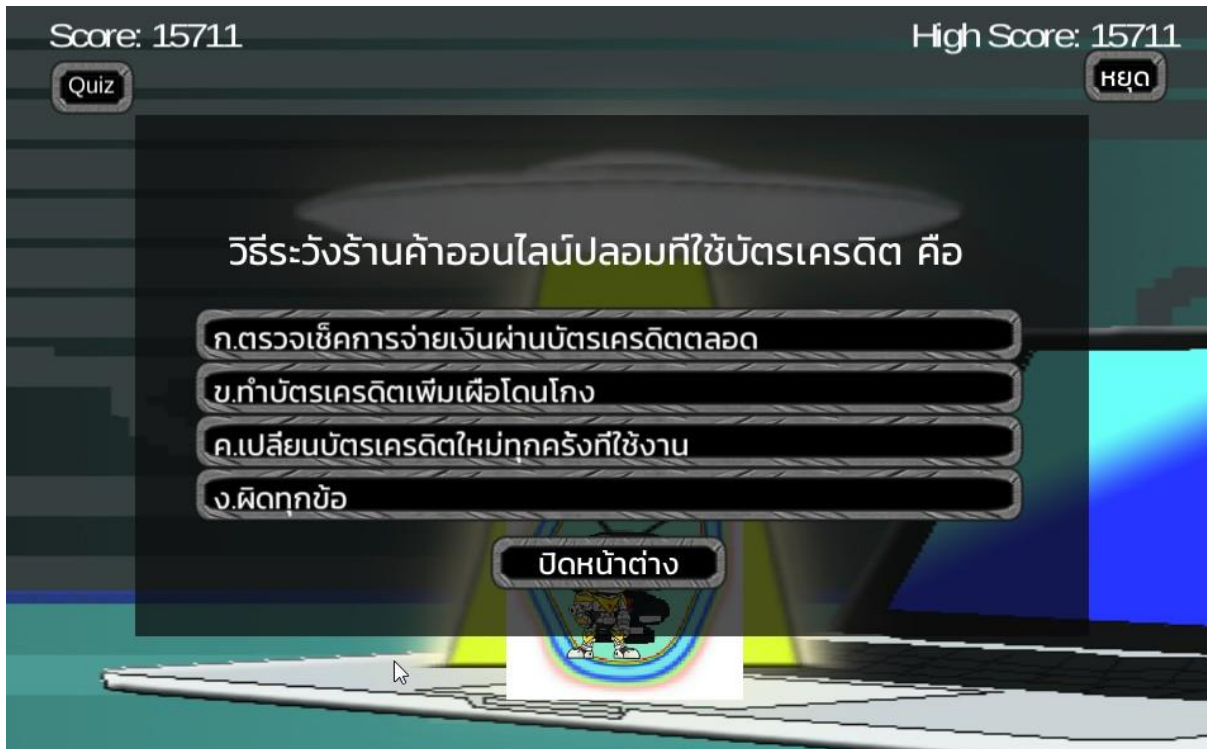 Score: 15711
High Score: 15711
Quiz
หยุด
วิธีระวังร้านค้าออนไลน์ปลอมที่ใช้บัตรเครดิต คือ
ก.ตรวจเช็คการจ่ายเงินผ่านบัตรเครดิตตลอด
ข.ทำบัตรเครดิตเพิ่มเผื่อโดนโกง
ค.เปลี่ยนบัตรเครดิตใหม่ทุกครั้งที่ใช้งาน
ง.ผิดทุกข้อ
ปิดหน้าต่าง